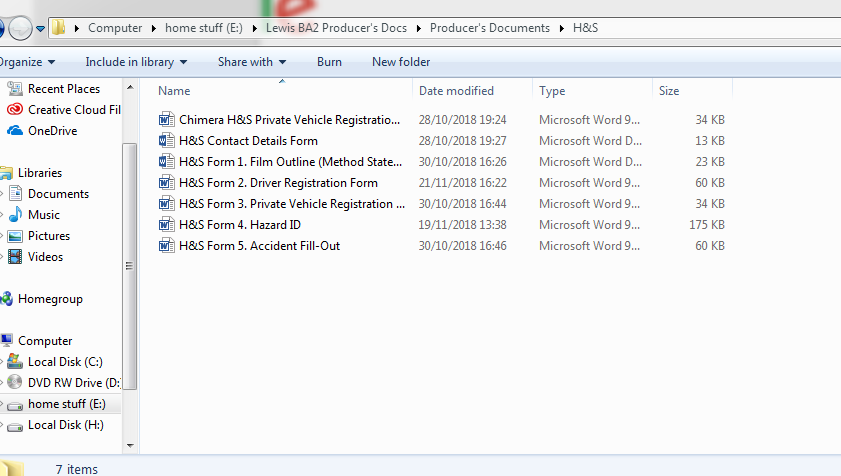 Computer home stuff (E:) Lewis BA2 Producer's Docs Producer's Documents H&S
Organize Include in library Share with Burn New folder
Recent Places
Creative Cloud Fil
OneDrive
Libraries
Documents
Music
Pictures
Videos
Homegroup
Computer
Local Disk (C:)
DVD RW Drive (D:)
home stuff (E:)
Local Disk (H:)
Name Date modified Type Size
Chimera H&S Private Vehicle Registratio... 28/10/2018 19:24 Microsoft Word 9... 34 KB
H&S Contact Details Form 28/10/2018 19:27 Microsoft Word D... 13 KB
H&S Form 1. Film Outline (Method State... 30/10/2018 16:26 Microsoft Word D... 23 KB
H&S Form 2. Driver Registration Form 21/11/2018 16:22 Microsoft Word 9... 60 KB
H&S Form 3. Private Vehicle Registration ... 30/10/2018 16:44 Microsoft Word 9... 34 KB
H&S Form 4. Hazard ID 19/11/2018 13:38 Microsoft Word 9... 175 KB
H&S Form 5. Accident Fill-Out 30/10/2018 16:46 Microsoft Word 9... 60 KB
7 items